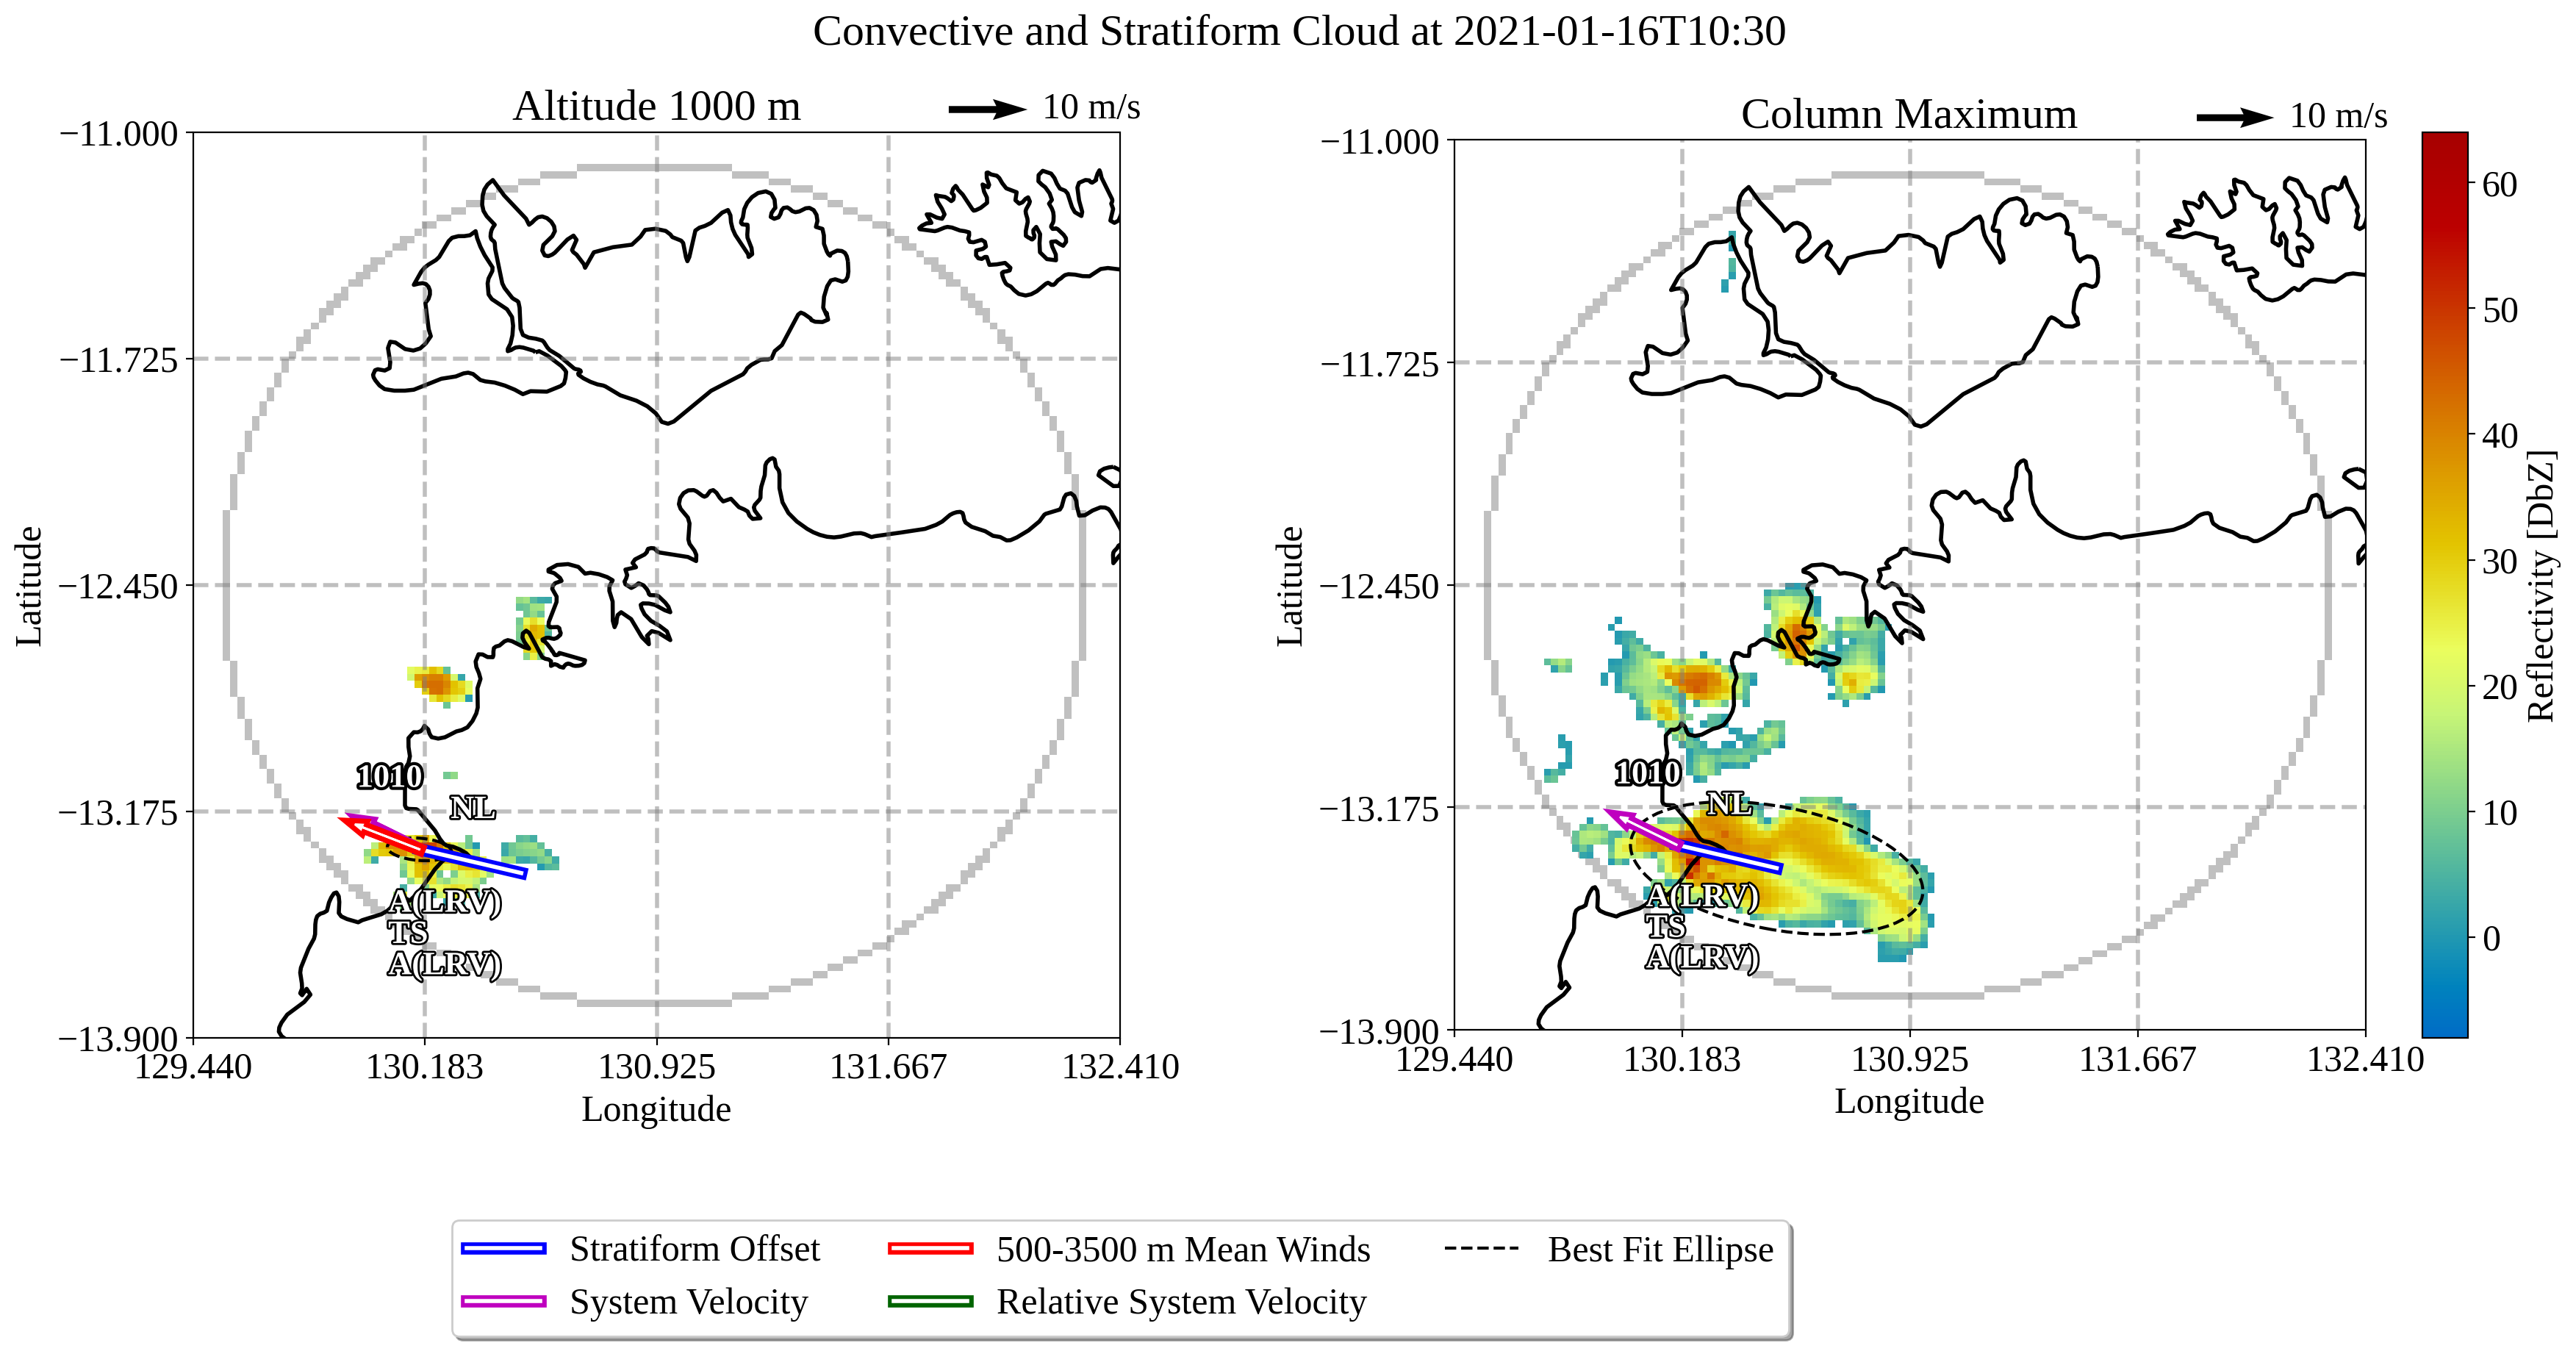 Convective and Stratiform Cloud at 2021-01-16T10:30
Altitude 1000 m
10 m/s
−11.000
−11.725
−12.450
−13.175
−13.900
Latitude
1010
NL
A(LRV)
TS
A(LRV)
129.440
130.183
130.925
131.667
132.410
Longitude
Column Maximum
10 m/s
−11.000
−11.725
−12.450
−13.175
−13.900
Latitude
1010
NL
A(LRV)
TS
A(LRV)
129.440
130.183
130.925
131.667
132.410
Longitude
60
50
40
30
20
10
0
Reflectivity [DbZ]
Stratiform Offset
500-3500 m Mean Winds
Best Fit Ellipse
System Velocity
Relative System Velocity